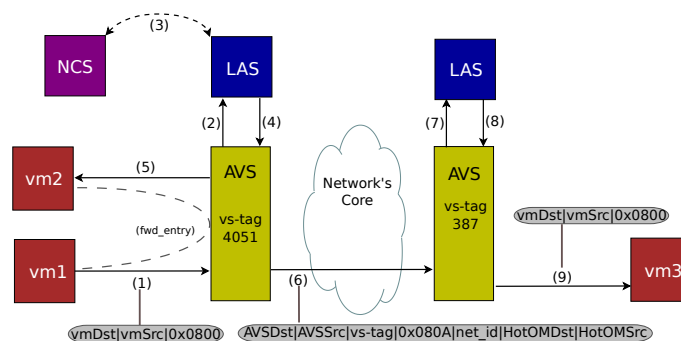 (3)
NCS
LAS
LAS
(2)
(4)
(7)
(8)
(5)
vm2
AVS
vs-tag
4051
(fwd_entry)
Network's
Core
AVS
vs-tag
387
vmDst|vmSrc|0x0800
vm1
(1)
(6)
(9)
vm3
vmDst|vmSrc|0x0800
AVSDst|AVSSrc|vs-tag|0x080A|net_id|HotOMDst|HotOMSrc